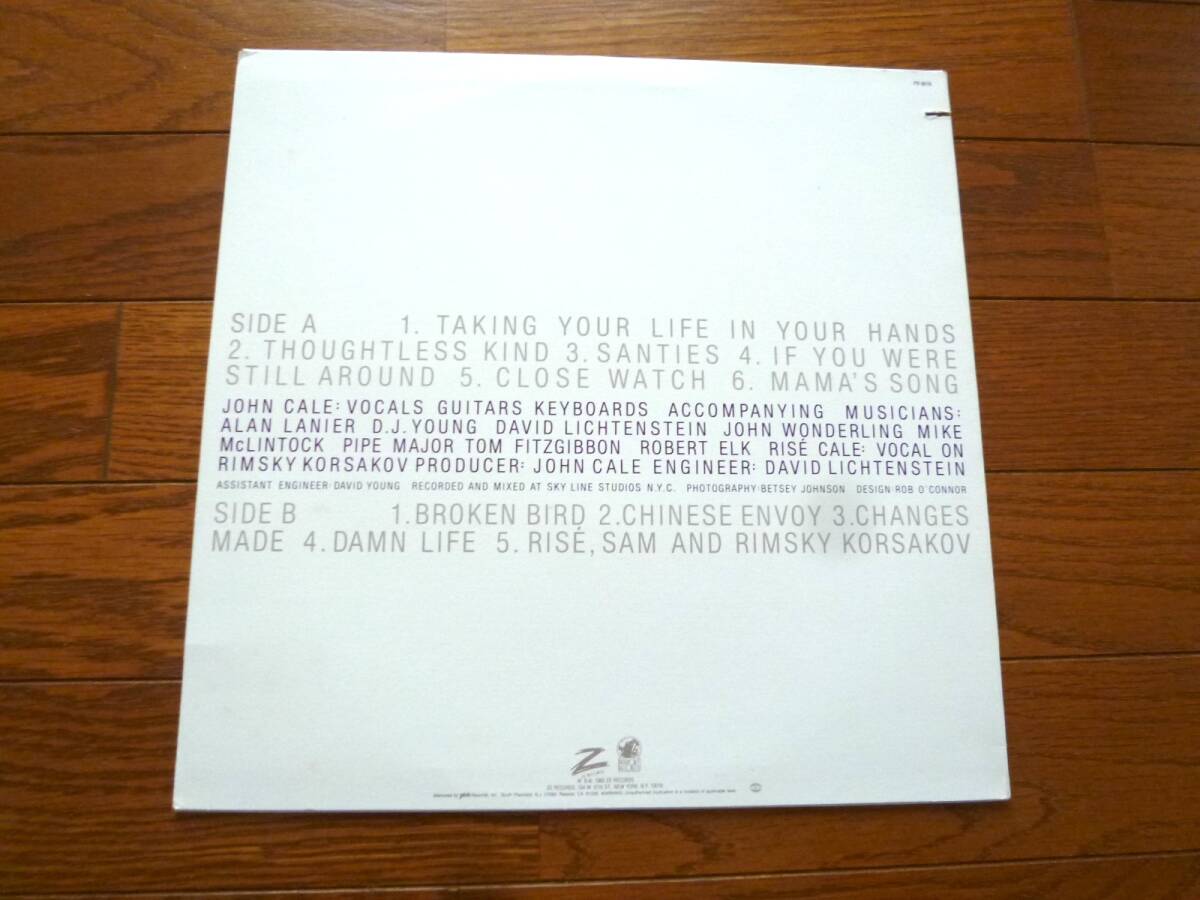 SIDE A 1. TAKING YOUR LIFE IN YOUR HANDS
2. THOUGHTLESS KIND 3. SANTIES 4. IF YOU WERE
STILL AROUND 5. CLOSE WATCH 6. MAMA'S SONG
JOHN CALE: VOCALS GUITARS KEYBOARDS ACCOMPANYING MUSICIANS:
ALAN LANIER D.J. YOUNG DAVID LICHTENSTEIN JOHN WONDERLING MIKE
McLINTOCK PIPE MAJOR TOM FITZGIBBON ROBERT ELK RISÉ CALE: VOCAL ON
RIMSKY KORSAKOV PRODUCER: JOHN CALE ENGINEER: DAVID LICHTENSTEIN
ASSISTANT ENGINEER: DAVID YOUNG RECORDED AND MIXED AT SKY LINE STUDIOS N.Y.C. PHOTOGRAPHY: BETSEY JOHNSON DESIGN: ROB O'CONNOR
SIDE B 1. BROKEN BIRD 2. CHINESE ENVOY 3. CHANGES
MADE 4. DAMN LIFE 5. RISÉ, SAM AND RIMSKY KORSAKOV
Z
ZE RECORDS